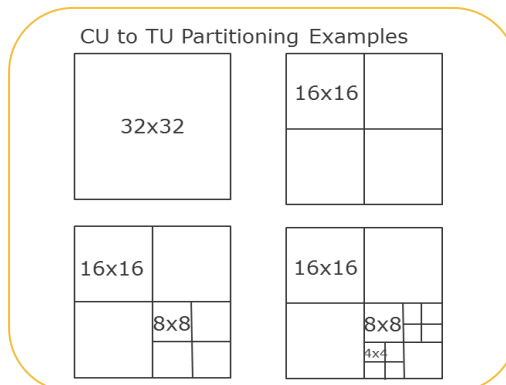 CU to TU Partitioning Examples
32x32
16x16
16x16
8x8
16x16
8x8
4x4